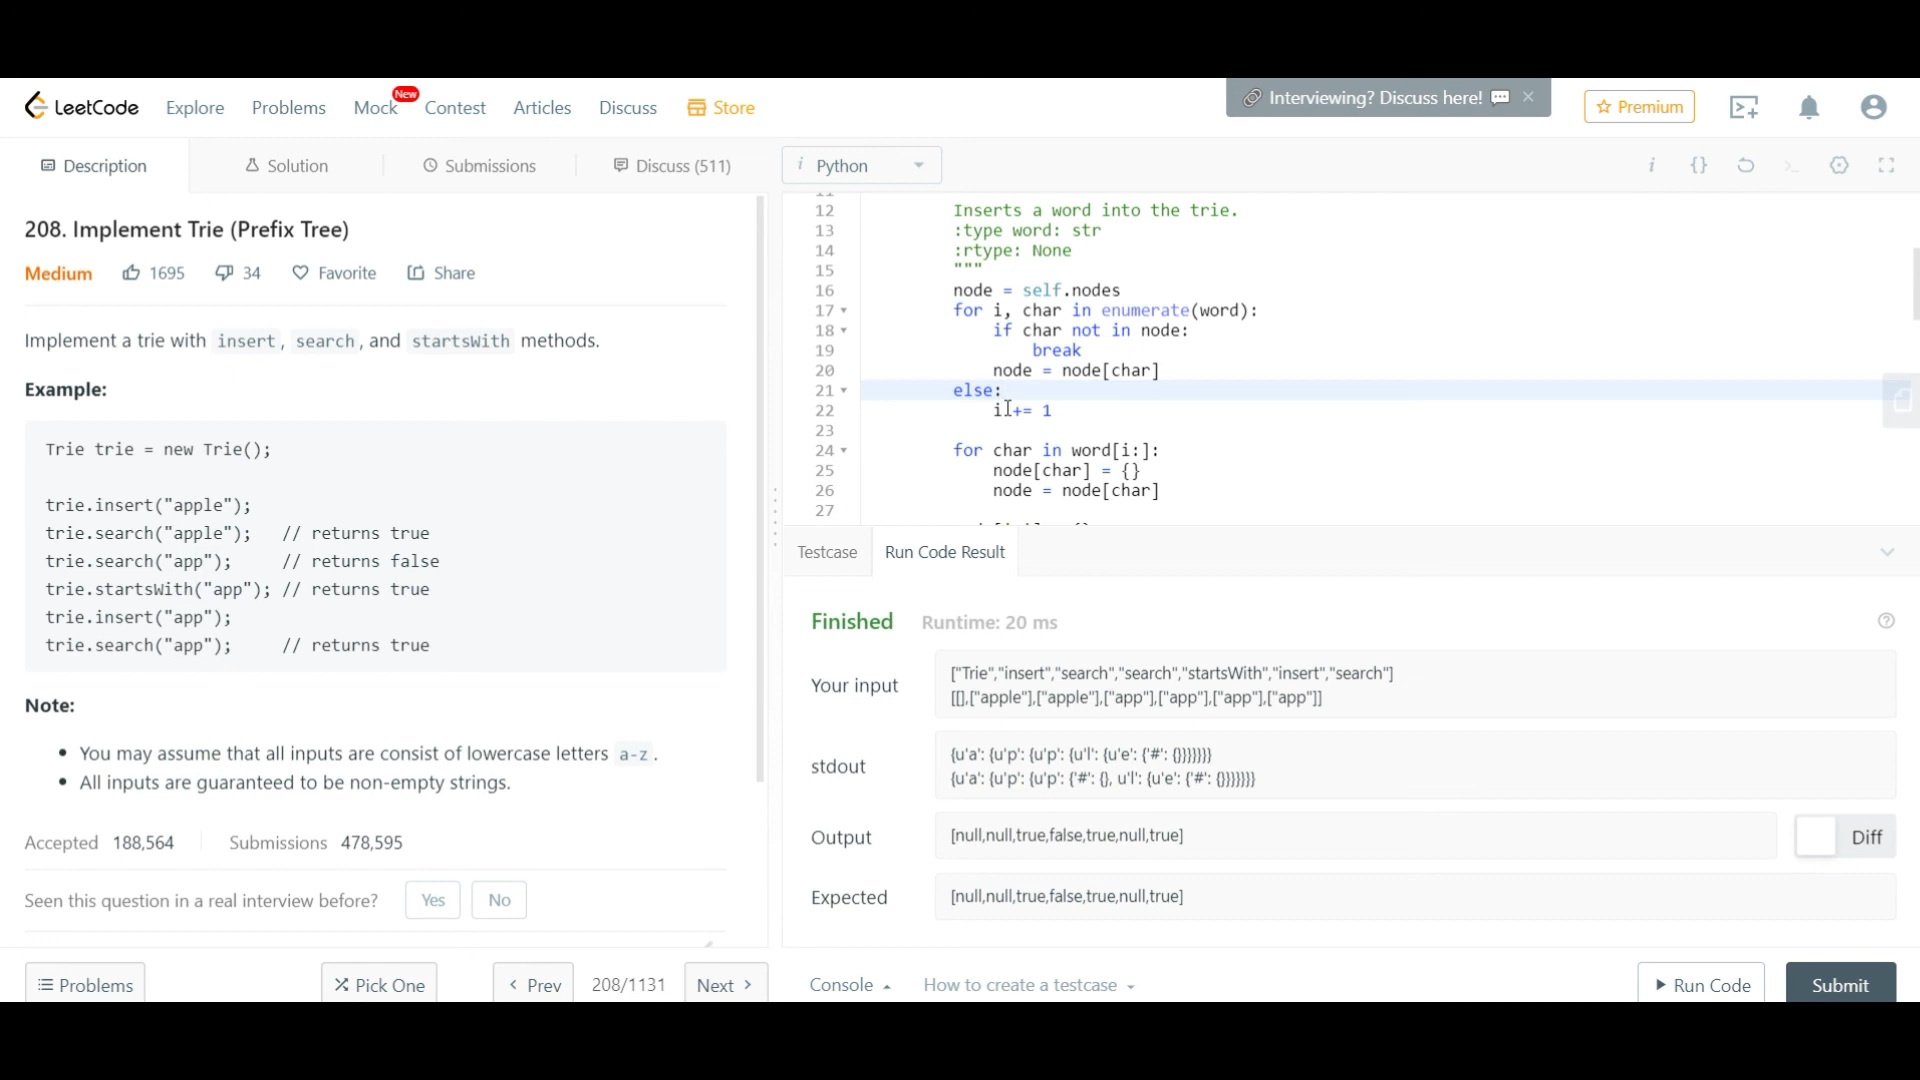 LeetCode Explore Problems Mock New Contest Articles Discuss Store
Interviewing? Discuss here!
Premium
Description Solution Submissions Discuss (511)
208. Implement Trie (Prefix Tree)
Medium 1695 34 Favorite Share
Implement a trie with insert, search, and startsWith methods.
Example:
Trie trie = new Trie();
trie.insert("apple");
trie.search("apple");   // returns true
trie.search("app");     // returns false
trie.startsWith("app"); // returns true
trie.insert("app");
trie.search("app");     // returns true
Note:
• You may assume that all inputs are consist of lowercase letters a-z.
• All inputs are guaranteed to be non-empty strings.
Accepted 188,564 Submissions 478,595
Seen this question in a real interview before? Yes No
Problems Pick One Prev 208/1131 Next
i Python
i {}
12 Inserts a word into the trie.
13 :type word: str
14 :rtype: None
15 """
16 node = self.nodes
17 for i, char in enumerate(word):
18 if char not in node:
19 break
20 node = node[char]
21 else:
22 i += 1
23
24 for char in word[i:]:
25 node[char] = {}
26 node = node[char]
27
Testcase Run Code Result
Finished Runtime: 20 ms
Your input
["Trie","insert","search","search","startsWith","insert","search"]
[[],["apple"],["apple"],["app"],["app"],["app"],["app"]]
stdout
{u'a': {u'p': {u'p': {u'l': {u'e': {'#': {}}}}}}}
{u'a': {u'p': {u'p': {'#': {}, u'l': {u'e': {'#': {}}}}}}}
Output [null,null,true,false,true,null,true] Diff
Expected [null,null,true,false,true,null,true]
Console How to create a testcase Run Code Submit